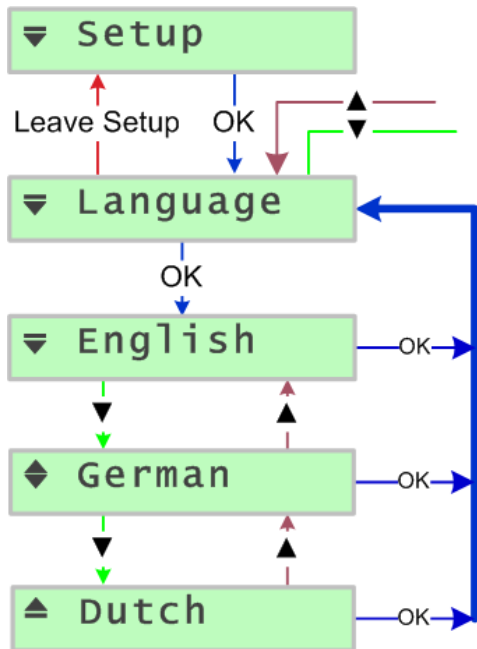 Setup
Leave Setup OK
Language
OK
English
OK
German
OK
Dutch
OK